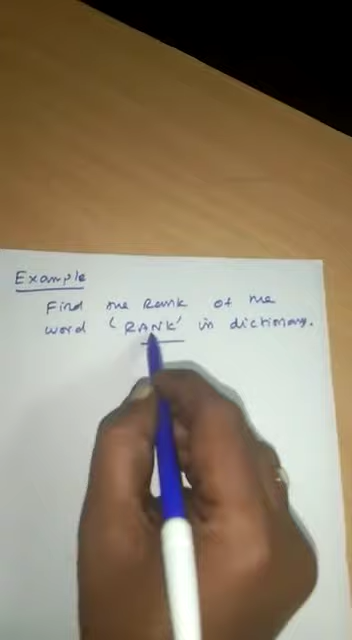 Example
Find the Rank of the
word 'RANK' in dictionary.